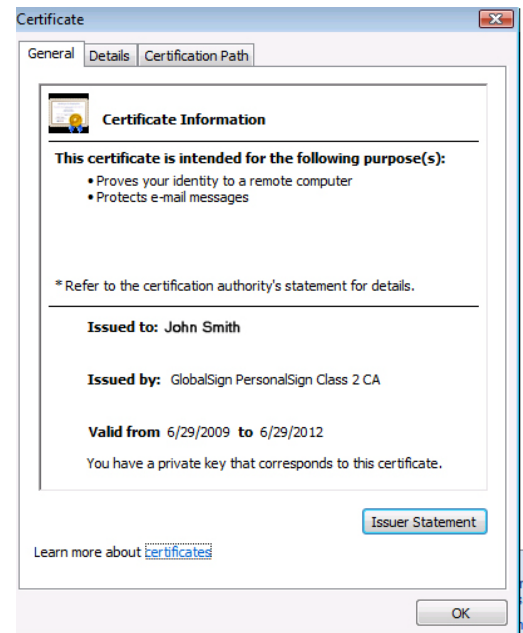 Certificate
General Details Certification Path
Certificate Information
This certificate is intended for the following purpose(s):
• Proves your identity to a remote computer
• Protects e-mail messages
* Refer to the certification authority's statement for details.
Issued to: John Smith
Issued by: GlobalSign PersonalSign Class 2 CA
Valid from 6/29/2009 to 6/29/2012
You have a private key that corresponds to this certificate.
Issuer Statement
Learn more about certificates
OK